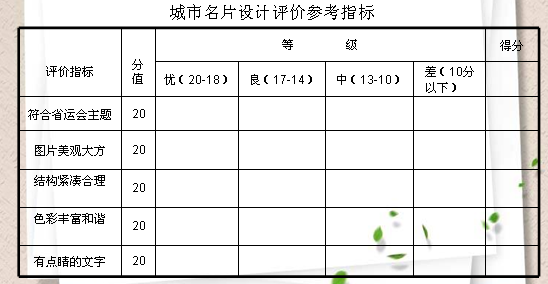 城市名片设计评价参考指标
评价指标 分值 等 级 得分
优(20-18) 良(17-14) 中(13-10) 差(10分以下)
符合省运会主题 20
图片美观大方 20
结构紧凑合理 20
色彩丰富和谐 20
有点睛的文字 20